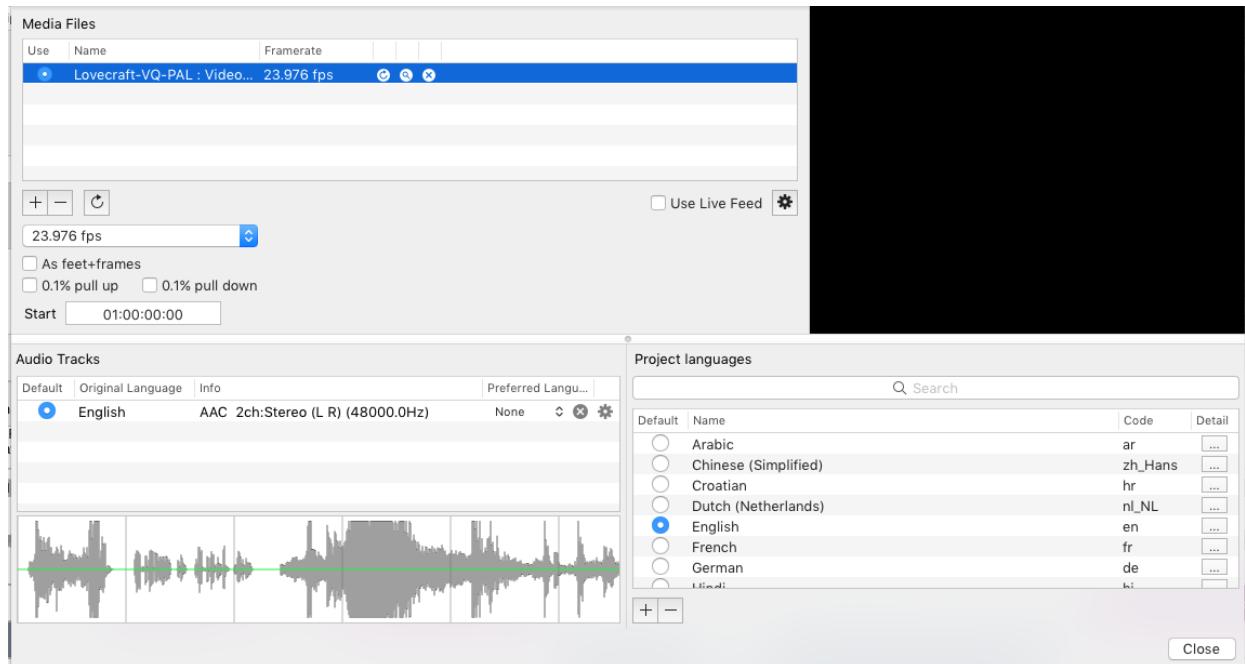 Media Files
Use Name Framerate
Lovecraft-VQ-PAL : Video... 23.976 fps
+ −
Use Live Feed
23.976 fps
As feet+frames
0.1% pull up 0.1% pull down
Start 01:00:00:00
Audio Tracks
Default Original Language Info Preferred Langu...
English AAC 2ch:Stereo (L R) (48000.0Hz) None
Project languages
Search
Default Name Code Detail
Arabic ar ...
Chinese (Simplified) zh_Hans ...
Croatian hr ...
Dutch (Netherlands) nl_NL ...
English en ...
French fr ...
German de ...
Hindi hi
+ −
Close